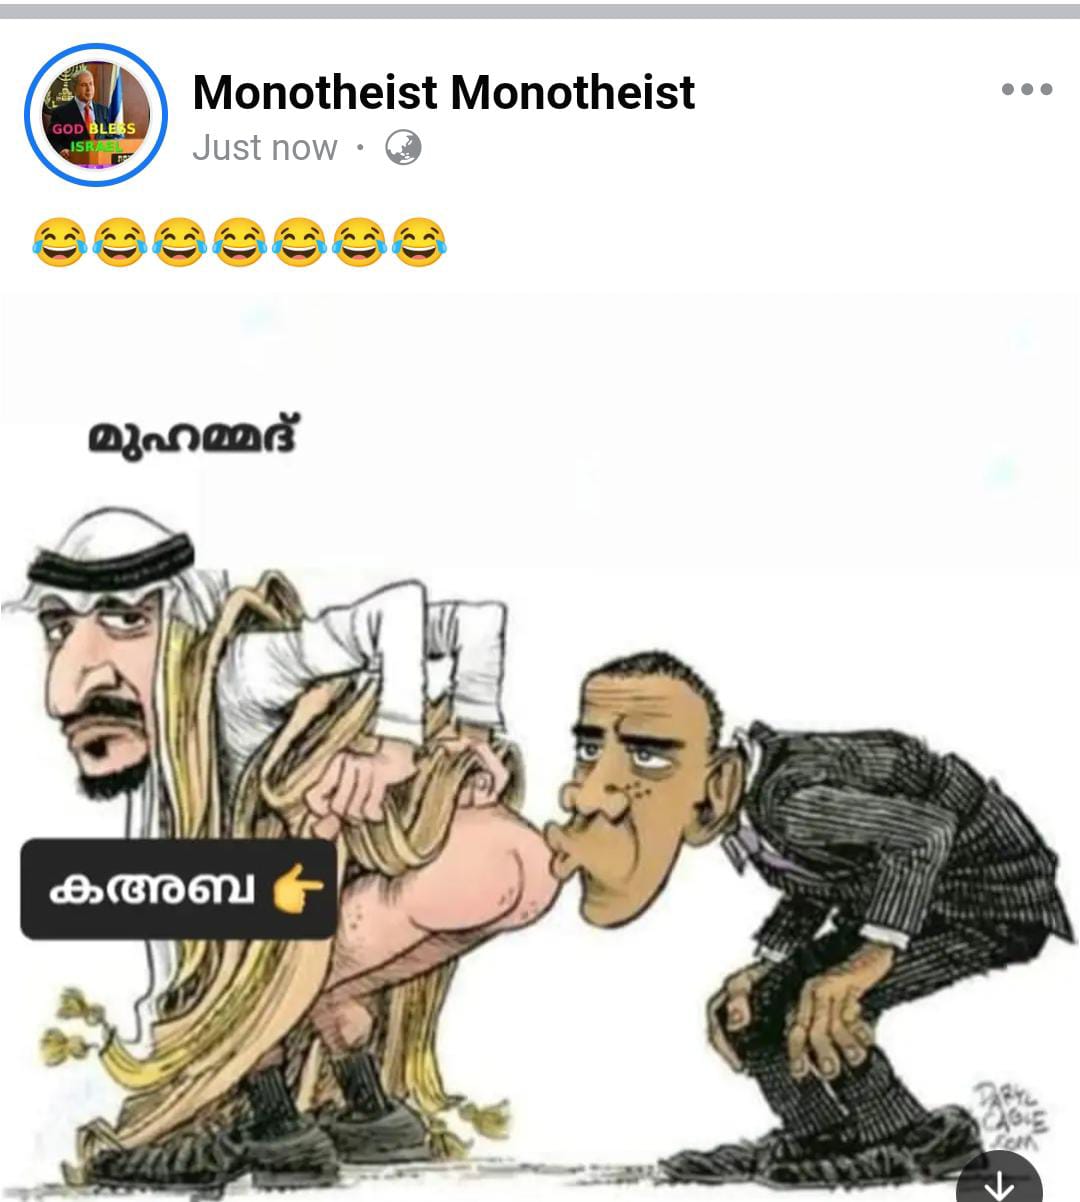 Monotheist Monotheist
GOD BLESS
ISRAEL
Just now ·
😂😂😂😂😂😂😂
മുഹമ്മദ്
കഅബ 👉
DARYL
CAGLE
.com